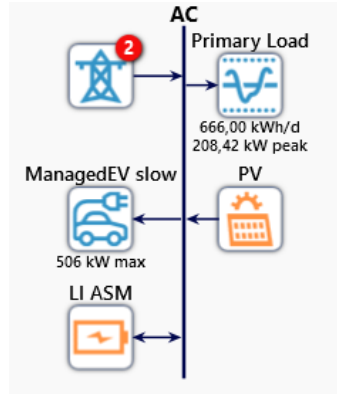 AC
2
Primary Load
666,00 kWh/d
208,42 kW peak
ManagedEV slow
PV
506 kW max
LI ASM